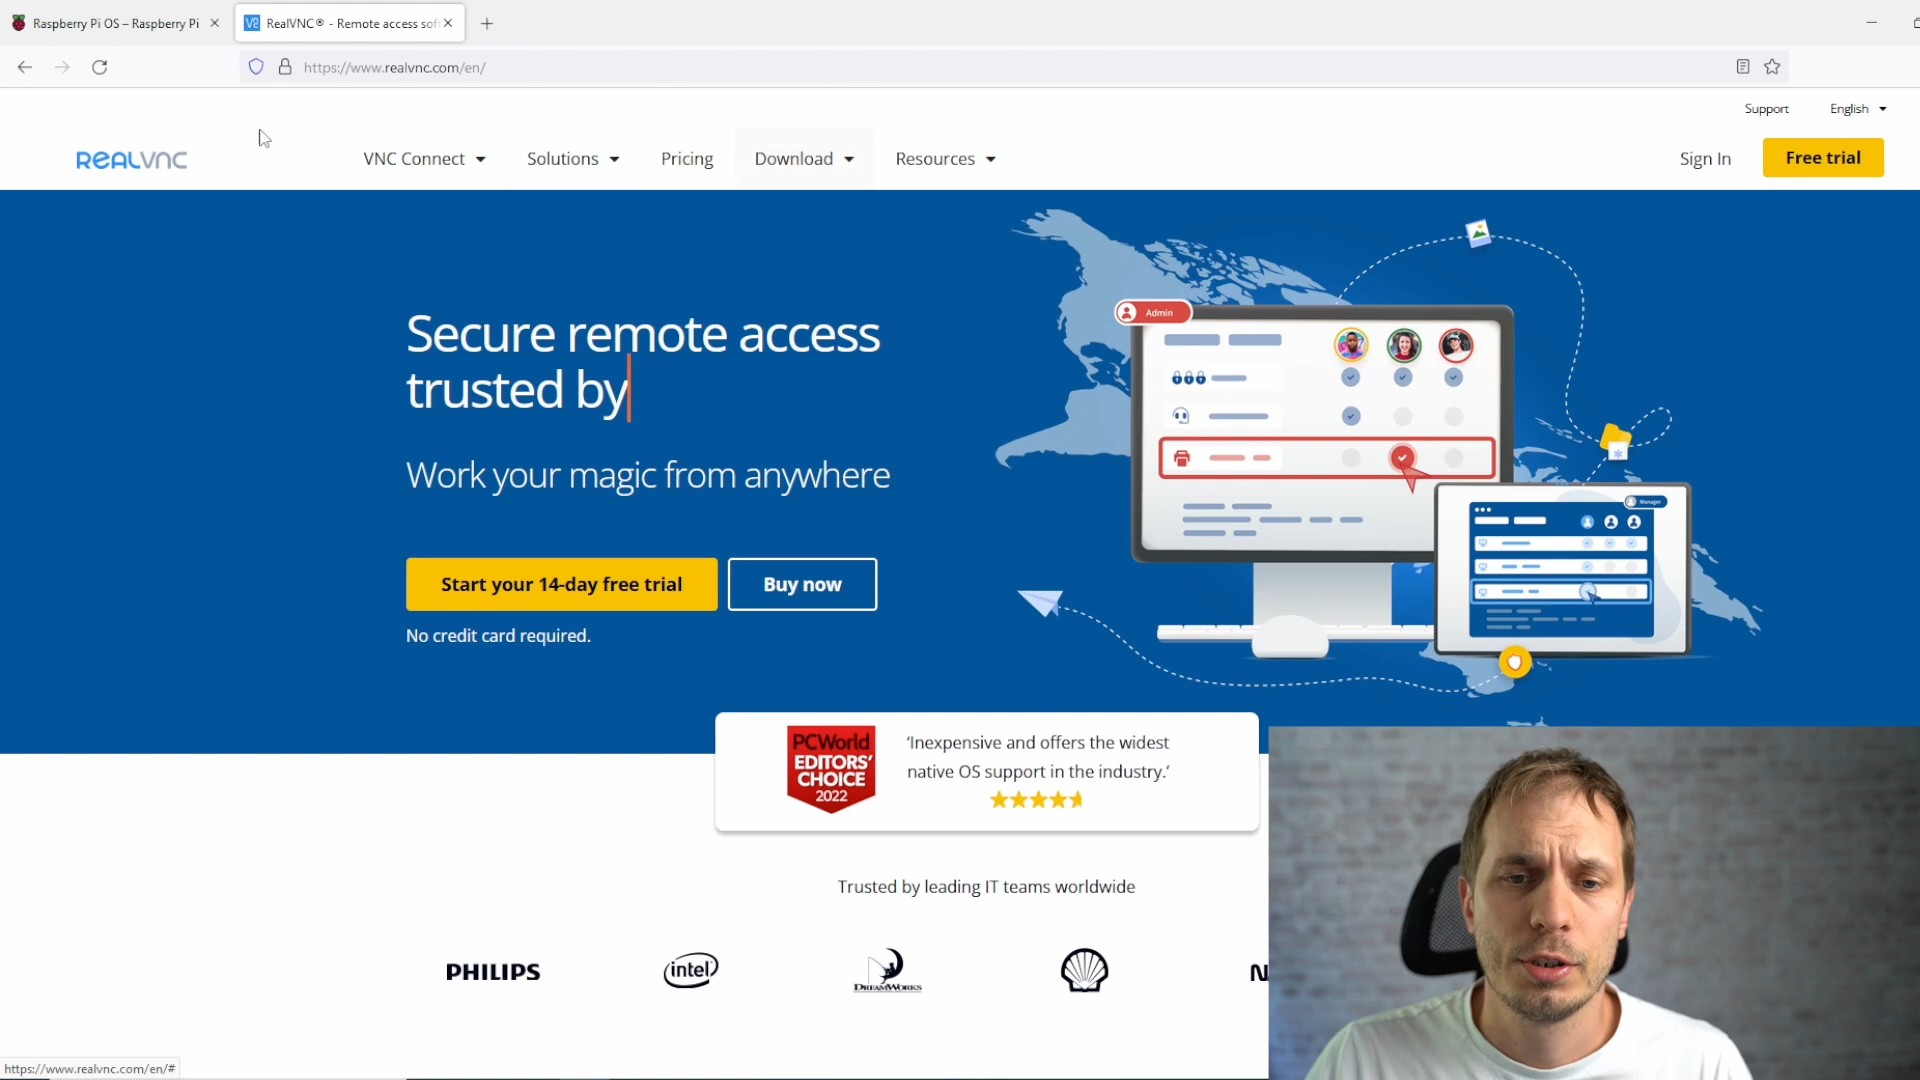 Raspberry Pi OS – Raspberry Pi
RealVNC® - Remote access sof
https://www.realvnc.com/en/
Support
English
REALVNC
VNC Connect
Solutions
Pricing
Download
Resources
Sign In
Free trial
Secure remote access
trusted by
Work your magic from anywhere
Start your 14-day free trial
Buy now
No credit card required.
Admin
Manager
PCWorld
EDITORS'
CHOICE
2022
‘Inexpensive and offers the widest
native OS support in the industry.’
Trusted by leading IT teams worldwide
PHILIPS
intel
DREAMWORKS
https://www.realvnc.com/en/#